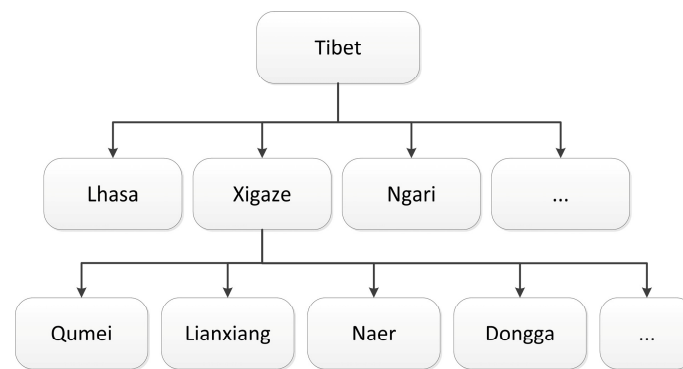 Tibet
Lhasa
Xigaze
Ngari
...
Qumei
Lianxiang
Naer
Dongga
...